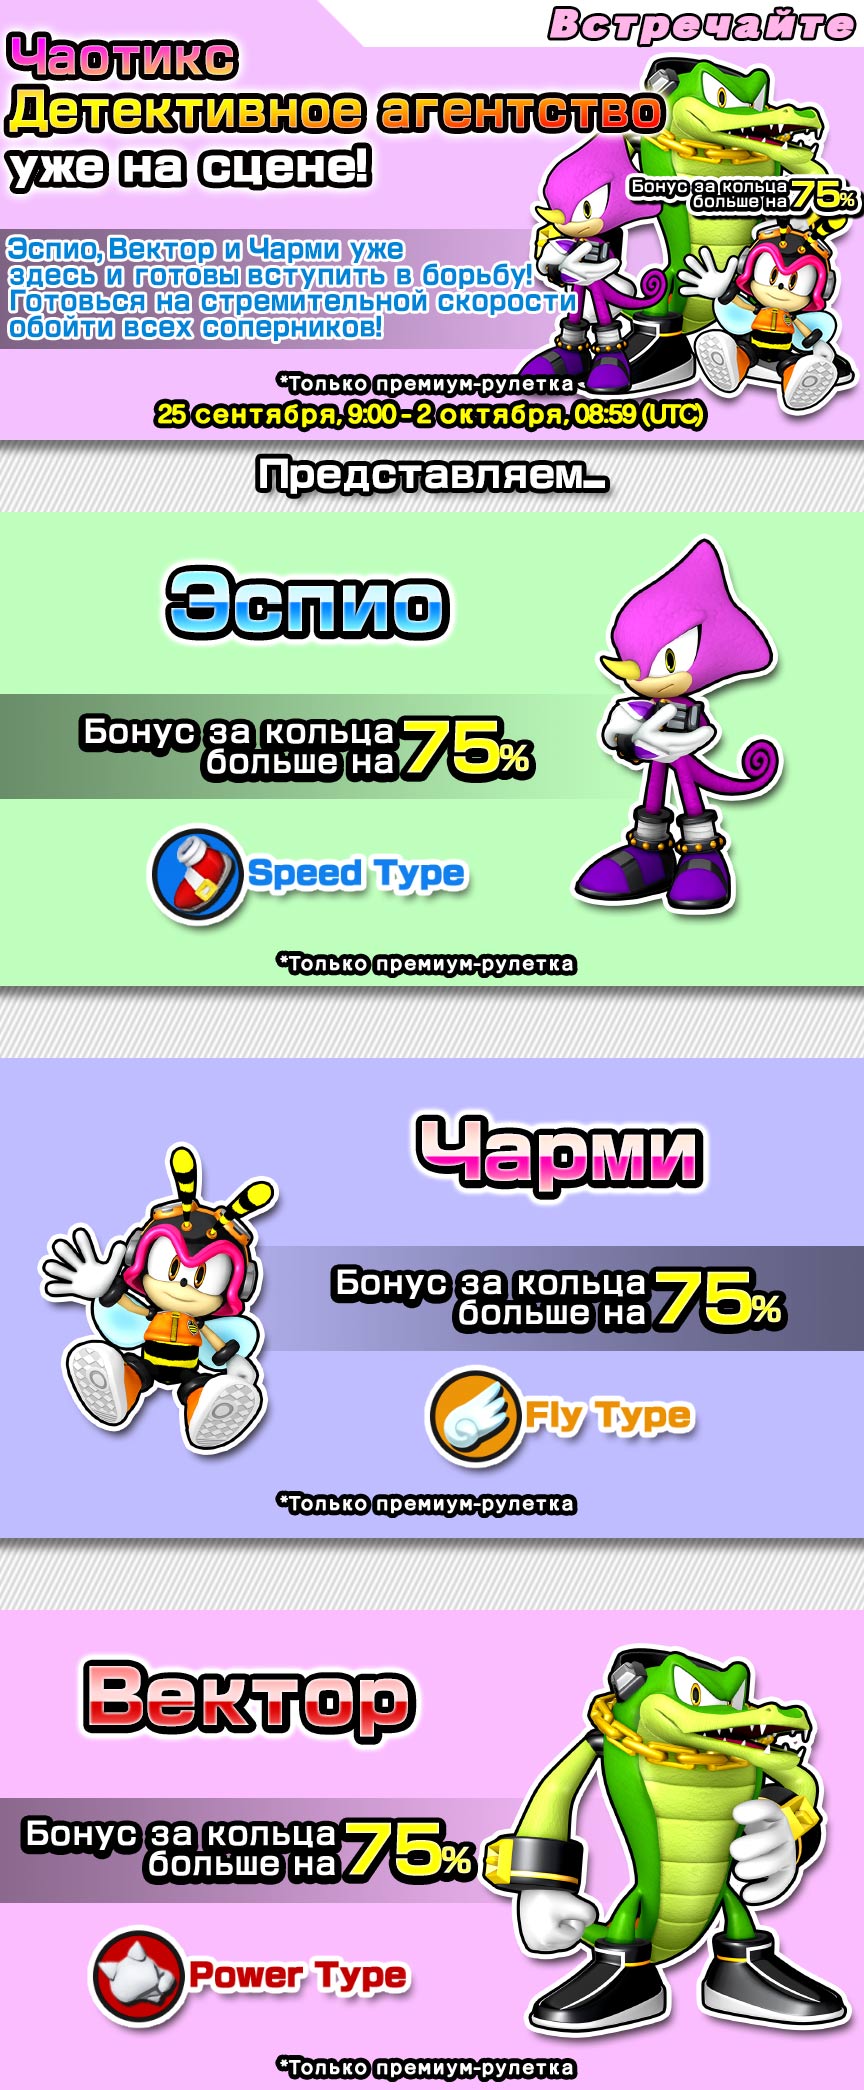 Встречайте
Чаотикс
Детективное агентство
уже на сцене!
Бонус за кольца
больше на 75%
Эспио, Вектор и Чарми уже
здесь и готовы вступить в борьбу!
Готовься на стремительной скорости
обойти всех соперников!
*Только премиум-рулетка
25 сентября, 9:00 - 2 октября, 08:59 (UTC)
Представляем...
Эспио
Бонус за кольца
больше на 75%
Speed Type
*Только премиум-рулетка
Чарми
Бонус за кольца
больше на 75%
Fly Type
*Только премиум-рулетка
Вектор
Бонус за кольца
больше на 75%
Power Type
*Только премиум-рулетка